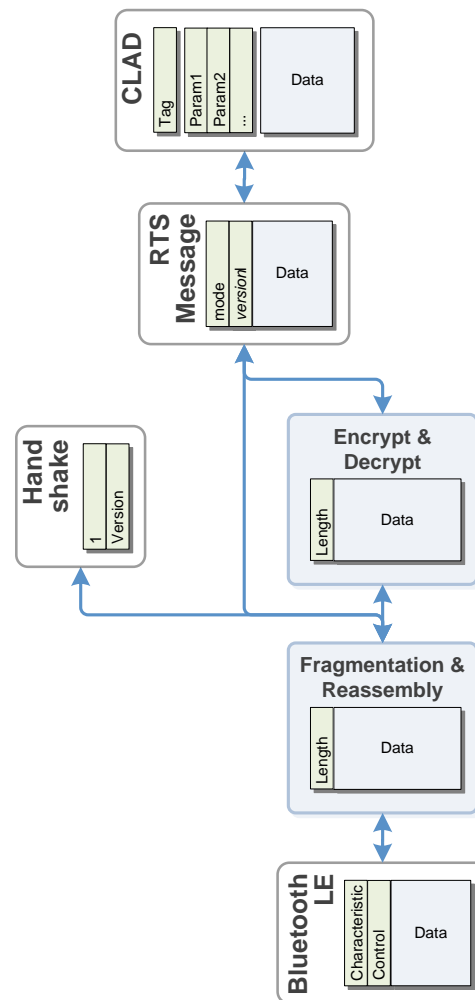 CLAD
Tag
Param1
Param2
...
Data
RTS
Message
mode
versionl
Data
Hand
shake
1
Version
Encrypt &
Decrypt
Length
Data
Fragmentation &
Reassembly
Length
Data
Bluetooth
LE
Characteristic
Control
Data